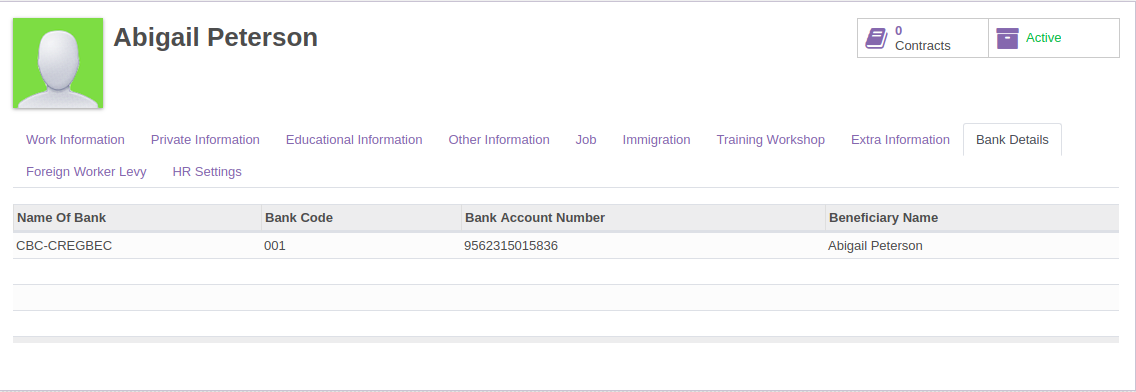 Abigail Peterson
0
Contracts
Active
Work Information Private Information Educational Information Other Information Job Immigration Training Workshop Extra Information Bank Details
Foreign Worker Levy HR Settings
Name Of Bank Bank Code Bank Account Number Beneficiary Name
CBC-CREGBEC 001 9562315015836 Abigail Peterson